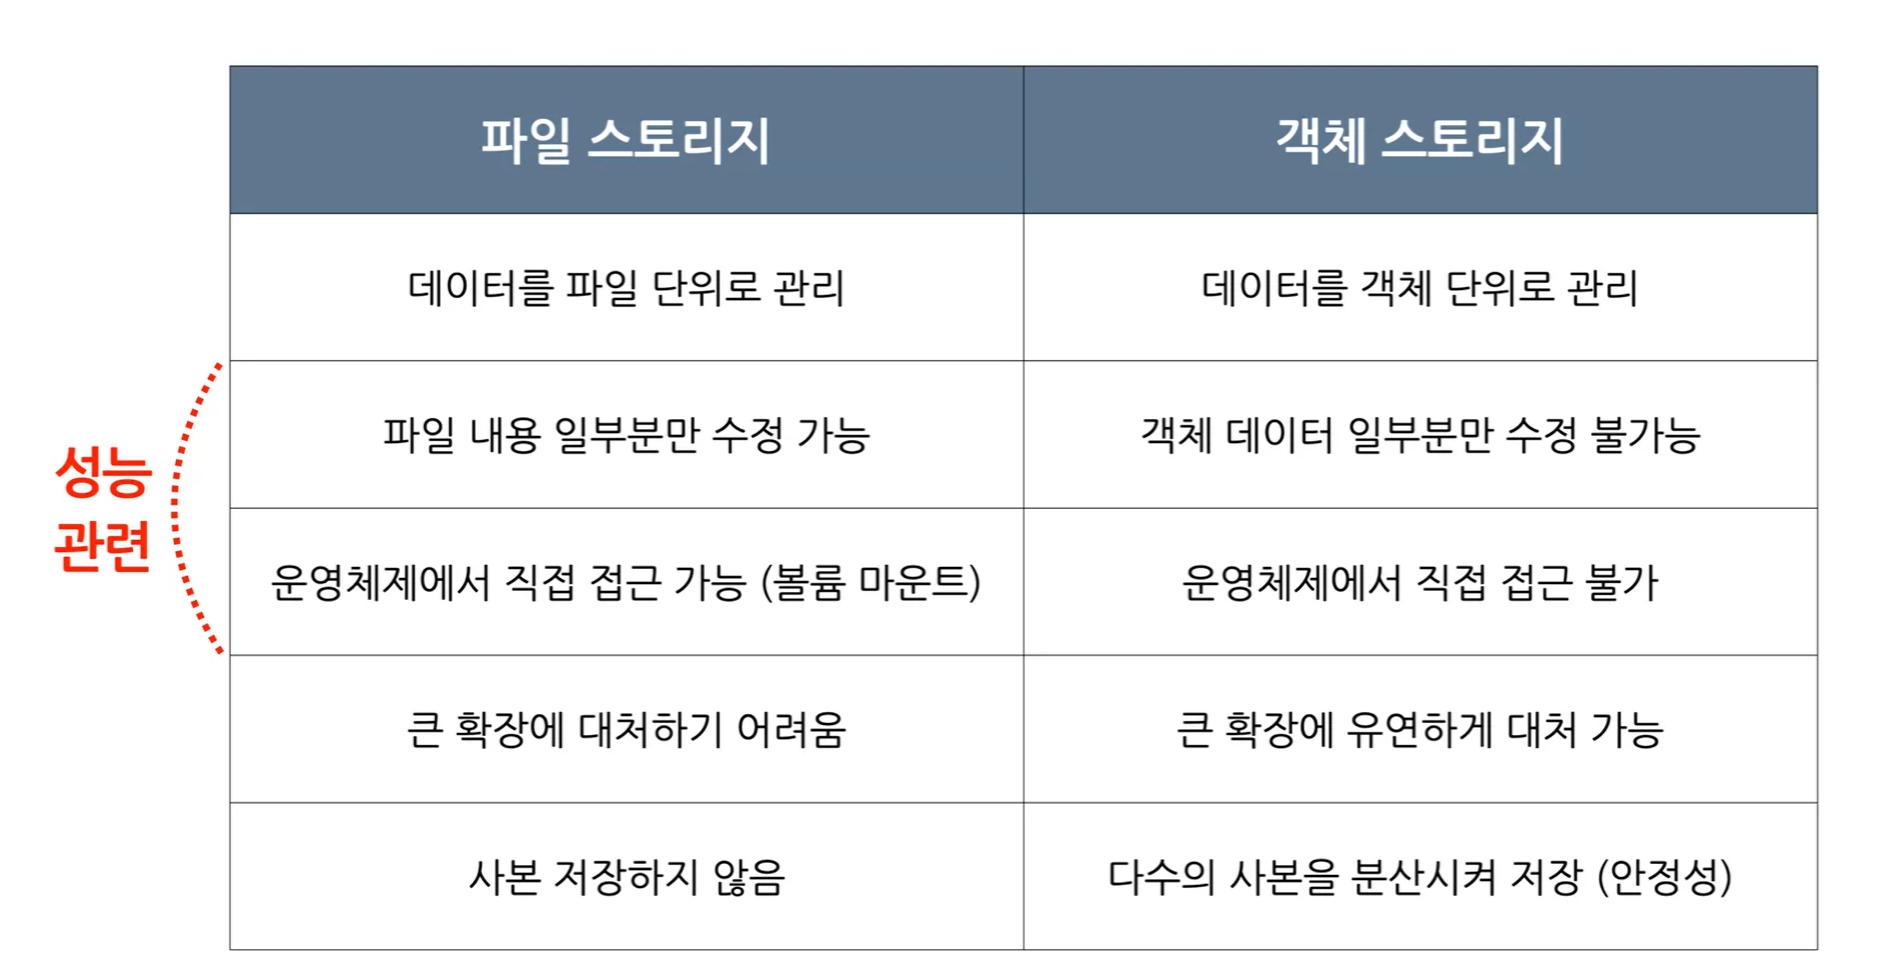 파일 스토리지
객체 스토리지
데이터를 파일 단위로 관리
데이터를 객체 단위로 관리
성능
관련
파일 내용 일부분만 수정 가능
객체 데이터 일부분만 수정 불가능
운영체제에서 직접 접근 가능 (볼륨 마운트)
운영체제에서 직접 접근 불가
큰 확장에 대처하기 어려움
큰 확장에 유연하게 대처 가능
사본 저장하지 않음
다수의 사본을 분산시켜 저장 (안정성)